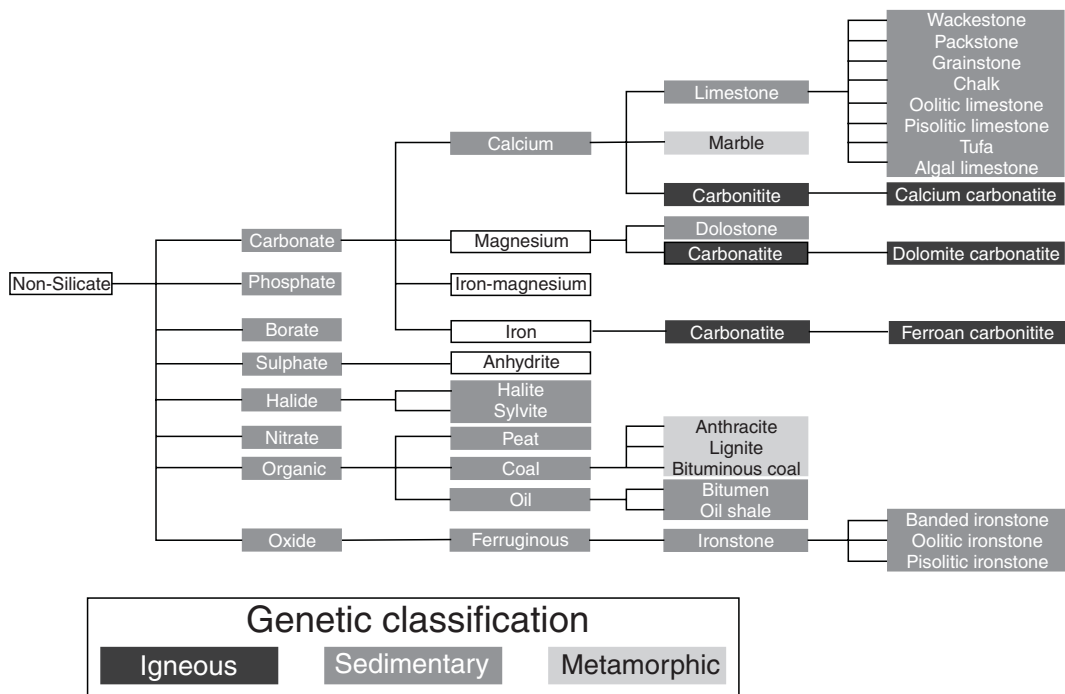 Wackestone
Packstone
Grainstone
Limestone
Chalk
Oolitic limestone
Pisolitic limestone
Calcium
Marble
Tufa
Algal limestone
Carbonitite
Calcium carbonatite
Dolostone
Carbonate
Magnesium
Carbonatite
Dolomite carbonatite
Non-Silicate
Phosphate
Iron-magnesium
Borate
Iron
Carbonatite
Ferroan carbonitite
Sulphate
Anhydrite
Halide
Halite
Sylvite
Nitrate
Peat
Anthracite
Lignite
Organic
Coal
Bituminous coal
Oil
Bitumen
Oil shale
Oxide
Ferruginous
Ironstone
Banded ironstone
Oolitic ironstone
Pisolitic ironstone
Genetic classification
Igneous
Sedimentary
Metamorphic